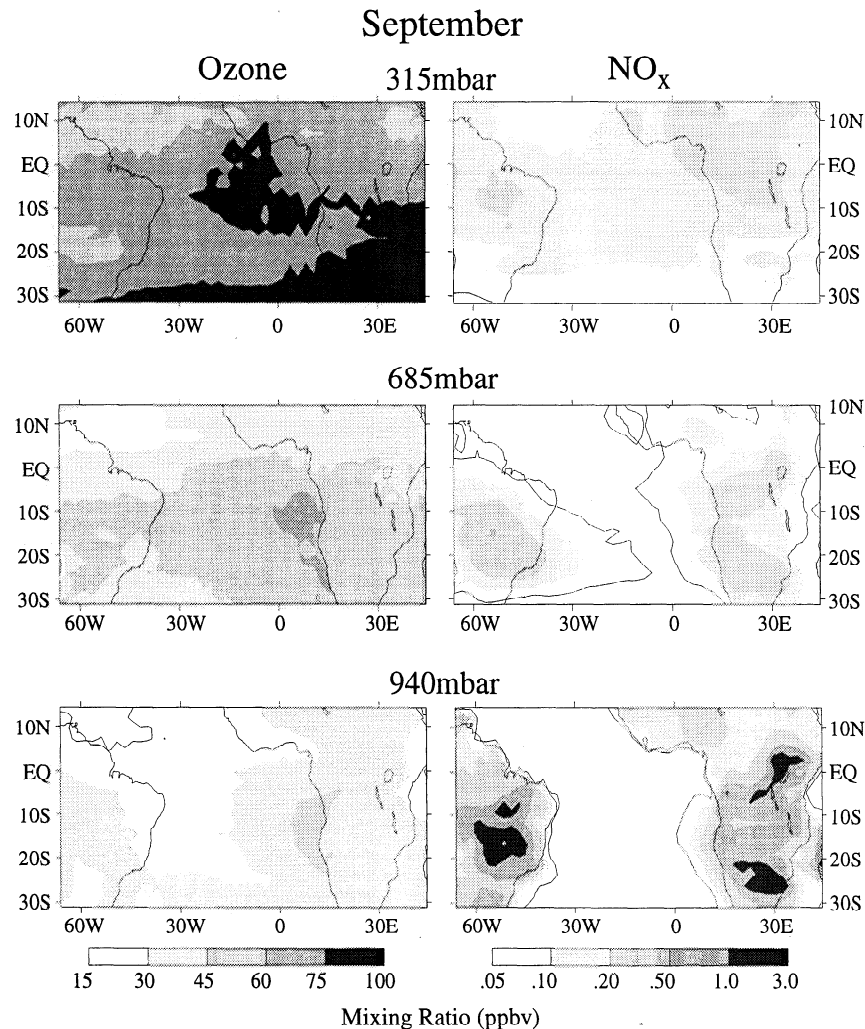 September
Ozone 315mbar NOx
10N 10N
EQ EQ
10S 10S
20S 20S
30S 30S
60W 30W 0 30E 60W 30W 0 30E
685mbar
10N 10N
EQ EQ
10S 10S
20S 20S
30S 30S
60W 30W 0 30E 60W 30W 0 30E
940mbar
10N 10N
EQ EQ
10S 10S
20S 20S
30S 30S
60W 30W 0 30E 60W 30W 0 30E
15 30 45 60 75 100 .05 .10 .20 .50 1.0 3.0
Mixing Ratio (ppbv)